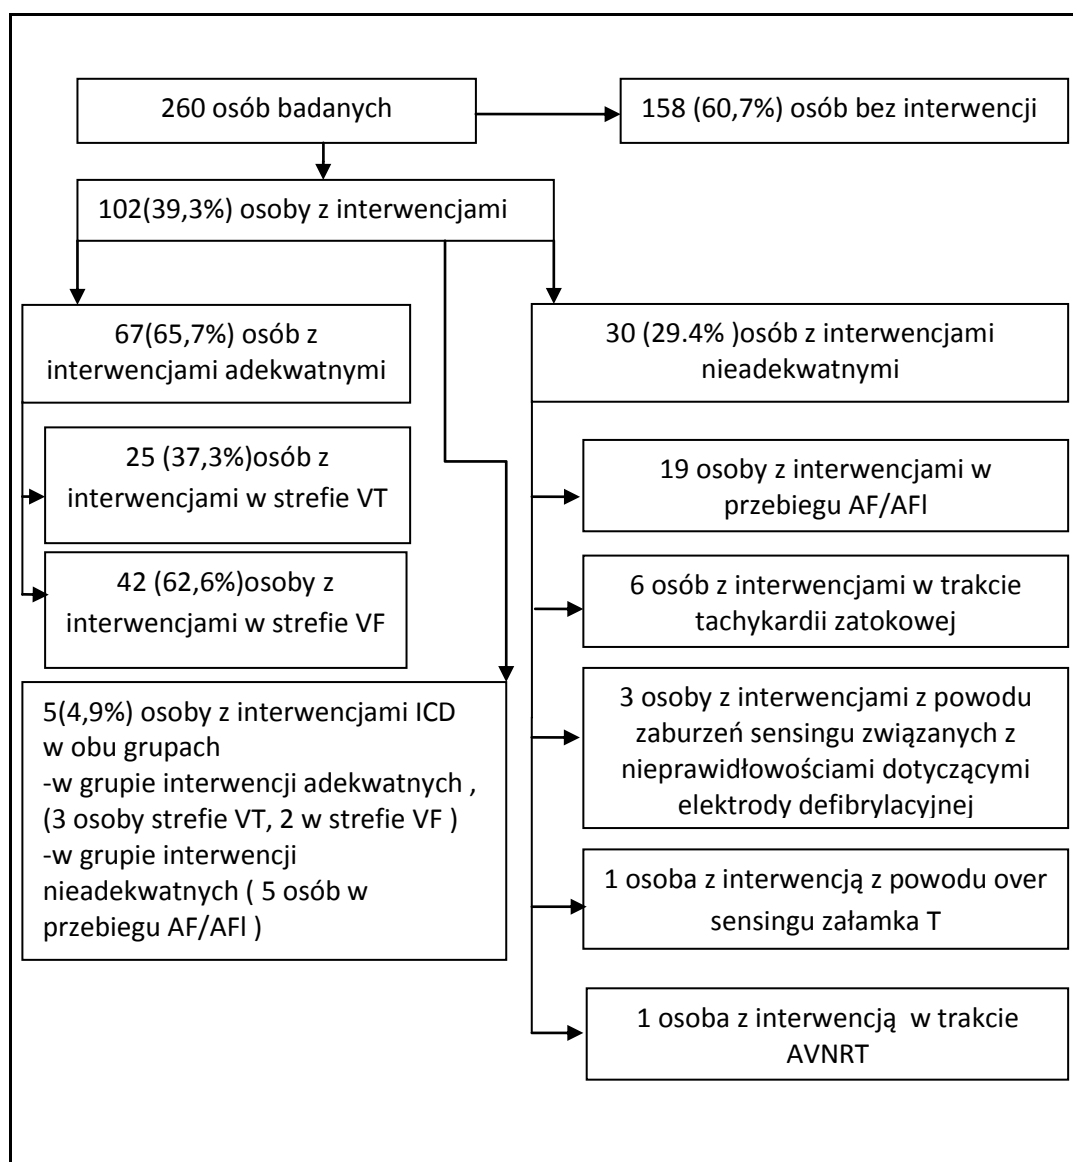 260 osób badanych
158 (60,7%) osób bez interwencji
102(39,3%) osoby z interwencjami
67(65,7%) osób z
interwencjami adekwatnymi
25 (37,3%)osób z
interwencjami w strefie VT
42 (62,6%)osoby z
interwencjami w strefie VF
5(4,9%) osoby z interwencjami ICD
w obu grupach
-w grupie interwencji adekwatnych ,
(3 osoby strefie VT, 2 w strefie VF )
-w grupie interwencji
nieadekwatnych ( 5 osób w
przebiegu AF/AFl )
30 (29.4% )osób z interwencjami
nieadekwatnymi
19 osoby z interwencjami w
przebiegu AF/AFl
6 osób z interwencjami w trakcie
tachykardii zatokowej
3 osoby z interwencjami z powodu
zaburzeń sensingu związanych z
nieprawidłowościami dotyczącymi
elektrody defibrylacyjnej
1 osoba z interwencją z powodu over
sensingu załamka T
1 osoba z interwencją w trakcie
AVNRT